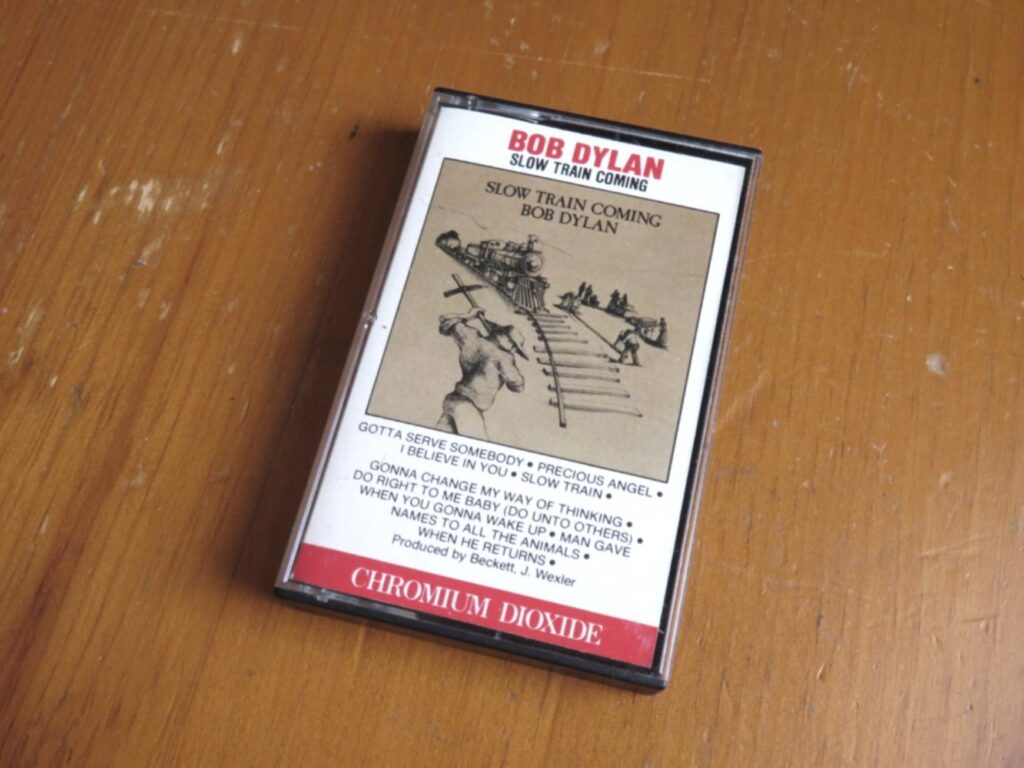 BOB DYLAN
SLOW TRAIN COMING
SLOW TRAIN COMING
BOB DYLAN
GOTTA SERVE SOMEBODY • PRECIOUS ANGEL •
I BELIEVE IN YOU • SLOW TRAIN •
GONNA CHANGE MY WAY OF THINKING •
DO RIGHT TO ME BABY (DO UNTO OTHERS) •
WHEN YOU GONNA WAKE UP • MAN GAVE
NAMES TO ALL THE ANIMALS •
WHEN HE RETURNS •
Produced by Beckett, J. Wexler
CHROMIUM DIOXIDE